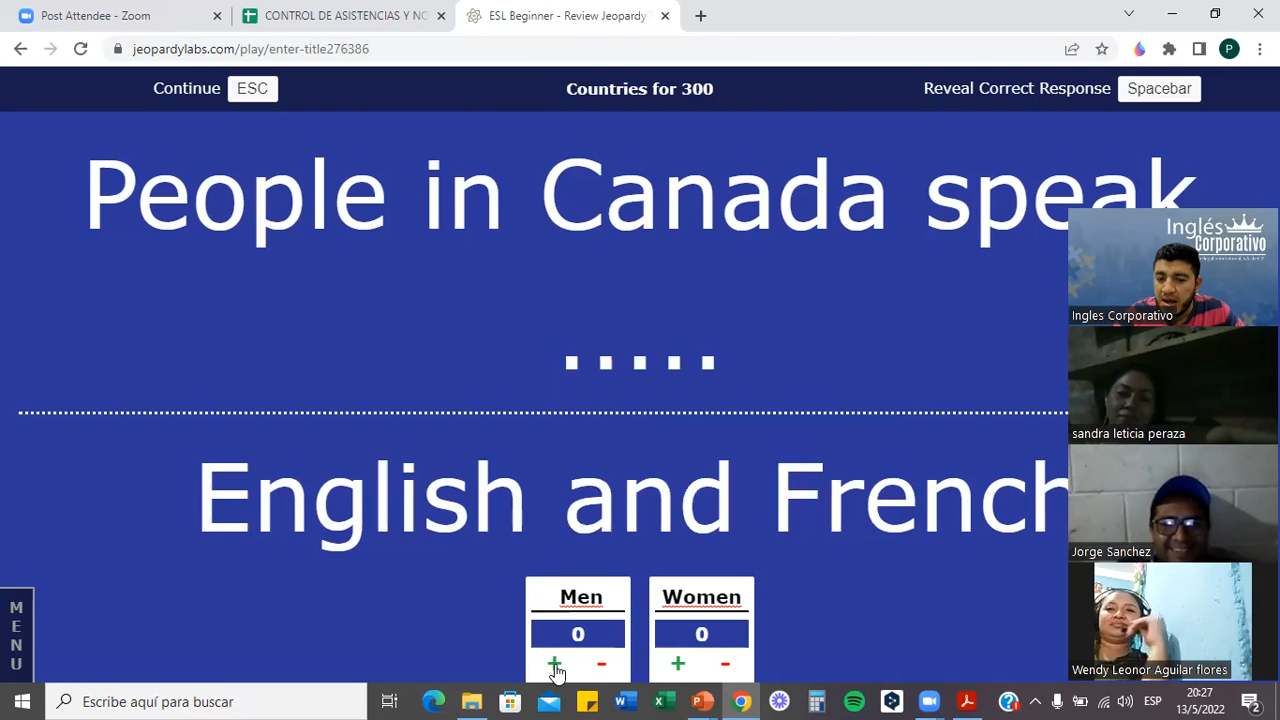 Post Attendee - Zoom
CONTROL DE ASISTENCIAS Y NO
ESL Beginner - Review Jeopardy
jeopardylabs.com/play/enter-title276386
P
Continue ESC
Countries for 300
Reveal Correct Response Spacebar
People in Canada speak
.....
English and French
Inglés
Corporativo
Ingles Corporativo
sandra leticia peraza
Jorge Sanchez
Wendy Leonor Aguilar flores
MENU
Men Women
0 0
+ - + -
Escribe aquí para buscar
ESP
20:27
13/5/2022
2